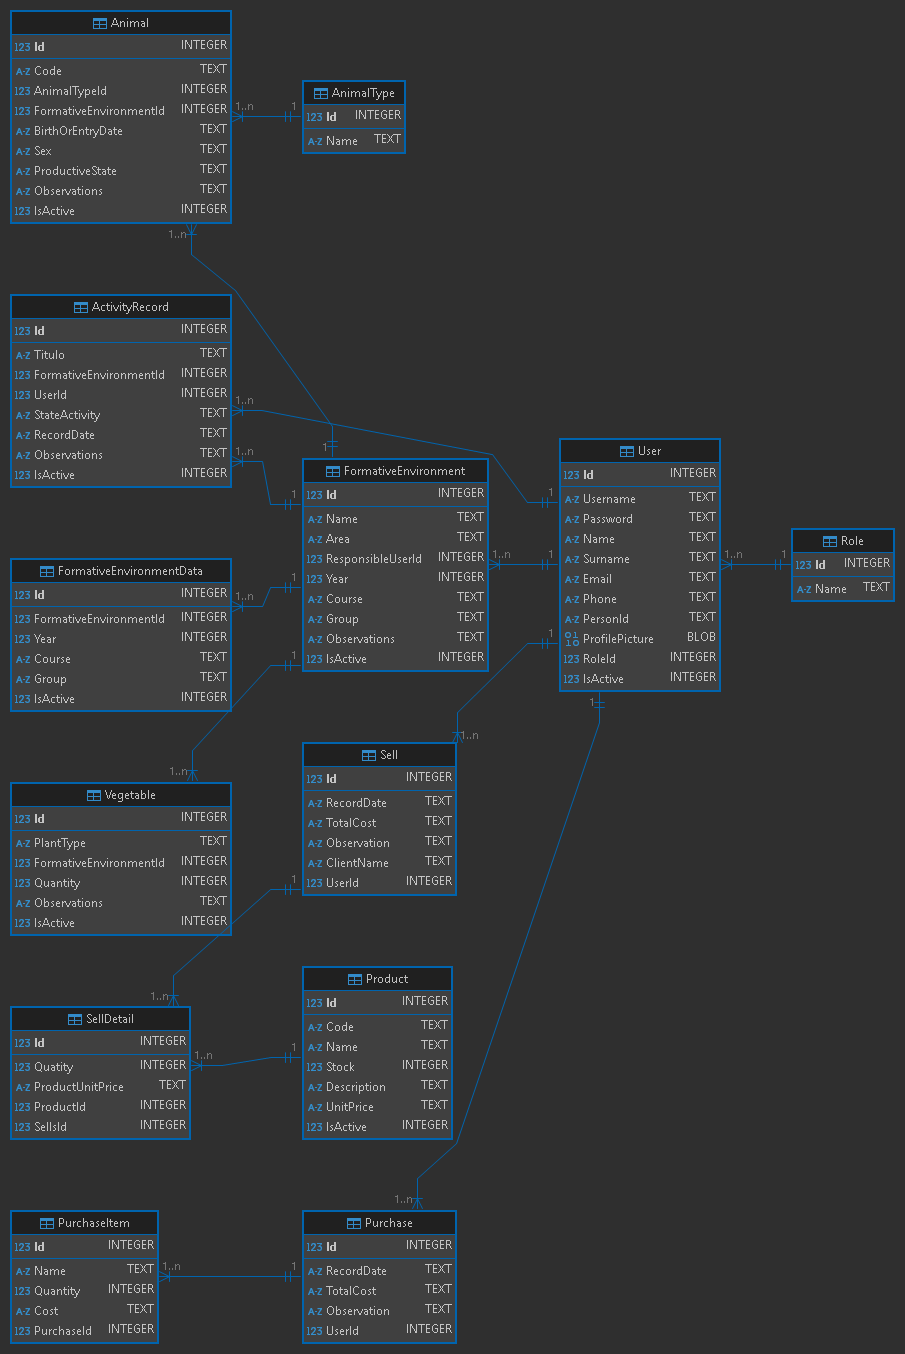 Animal
123 Id INTEGER
A-Z Code TEXT
123 AnimalTypeId INTEGER
123 FormativeEnvironmentId INTEGER
A-Z BirthOrEntryDate TEXT
A-Z Sex TEXT
A-Z ProductiveState TEXT
A-Z Observations TEXT
123 IsActive INTEGER
1..n
1
1..n
AnimalType
123 Id INTEGER
A-Z Name TEXT
ActivityRecord
123 Id INTEGER
A-Z Titulo TEXT
123 FormativeEnvironmentId INTEGER
123 UserId INTEGER
A-Z StateActivity TEXT
A-Z RecordDate TEXT
A-Z Observations TEXT
123 IsActive INTEGER
1..n
1..n
1
1
1
FormativeEnvironment
123 Id INTEGER
A-Z Name TEXT
A-Z Area TEXT
123 ResponsibleUserId INTEGER
123 Year INTEGER
A-Z Course TEXT
A-Z Group TEXT
A-Z Observations TEXT
123 IsActive INTEGER
1..n
1
1
1
User
123 Id INTEGER
A-Z Username TEXT
A-Z Password TEXT
A-Z Name TEXT
A-Z Surname TEXT
A-Z Email TEXT
A-Z Phone TEXT
A-Z PersonId TEXT
01
10 ProfilePicture BLOB
123 RoleId INTEGER
123 IsActive INTEGER
1..n
1
1
1
Role
123 Id INTEGER
A-Z Name TEXT
FormativeEnvironmentData
123 Id INTEGER
123 FormativeEnvironmentId INTEGER
123 Year INTEGER
A-Z Course TEXT
A-Z Group TEXT
123 IsActive INTEGER
1..n
1..n
Vegetable
123 Id INTEGER
A-Z PlantType TEXT
123 FormativeEnvironmentId INTEGER
123 Quantity INTEGER
A-Z Observations TEXT
123 IsActive INTEGER
1..n
Sell
123 Id INTEGER
A-Z RecordDate TEXT
A-Z TotalCost TEXT
A-Z Observation TEXT
A-Z ClientName TEXT
123 UserId INTEGER
1
1..n
SellDetail
123 Id INTEGER
123 Quatity INTEGER
A-Z ProductUnitPrice TEXT
123 ProductId INTEGER
123 SellsId INTEGER
1..n
1
Product
123 Id INTEGER
A-Z Code TEXT
A-Z Name TEXT
123 Stock INTEGER
A-Z Description TEXT
A-Z UnitPrice TEXT
123 IsActive INTEGER
1..n
PurchaseItem
123 Id INTEGER
A-Z Name TEXT
123 Quantity INTEGER
A-Z Cost TEXT
123 PurchaseId INTEGER
1..n
1
Purchase
123 Id INTEGER
A-Z RecordDate TEXT
A-Z TotalCost TEXT
A-Z Observation TEXT
123 UserId INTEGER